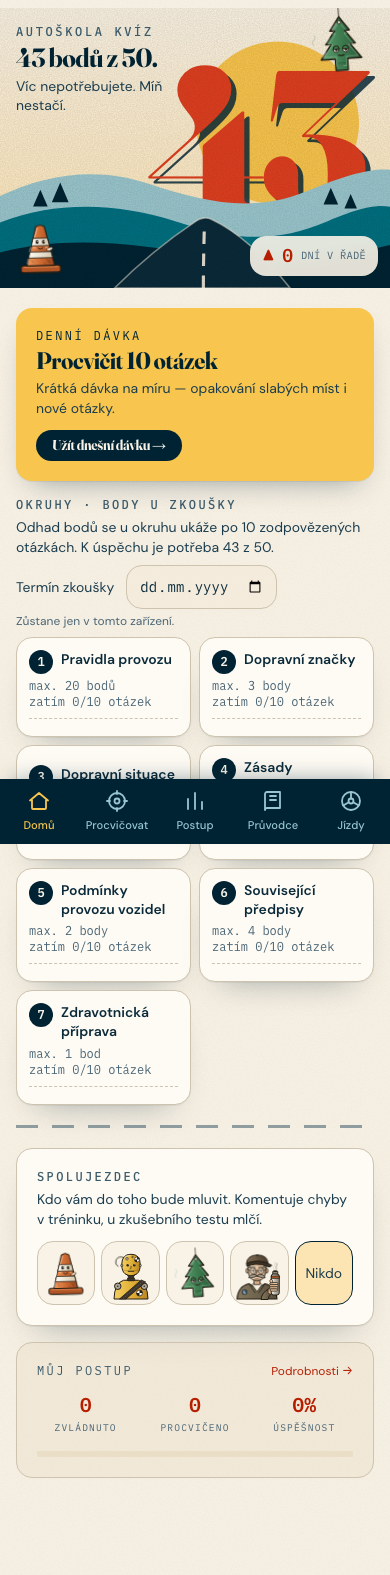 AUTOŠKOLA KVÍZ
43 bodů z 50.
Víc nepotřebujete. Míň
nestačí.
43
0 DNÍ V ŘADĚ
DENNÍ DÁVKA
Procvičit 10 otázek
Krátká dávka na míru — opakování slabých míst i
nové otázky.
Užít dnešní dávku →
OKRUHY · BODY U ZKOUŠKY
Odhad bodů se u okruhu ukáže po 10 zodpovězených
otázkách. K úspěchu je potřeba 43 z 50.
Termín zkoušky dd.mm.yyyy
Zůstane jen v tomto zařízení.
1 Pravidla provozu
max. 20 bodů
zatím 0/10 otázek
2 Dopravní značky
max. 3 body
zatím 0/10 otázek
3 Dopravní situace
4 Zásady
Domů
Procvičovat
Postup
Průvodce
Jízdy
5 Podmínky
provozu vozidel
max. 2 body
zatím 0/10 otázek
6 Související
předpisy
max. 4 body
zatím 0/10 otázek
7 Zdravotnická
příprava
max. 1 bod
zatím 0/10 otázek
SPOLUJEZDEC
Kdo vám do toho bude mluvit. Komentuje chyby
v tréninku, u zkušebního testu mlčí.
Nikdo
MŮJ POSTUP
Podrobnosti →
0
ZVLÁDNUTO
0
PROCVIČENO
0%
ÚSPĚŠNOST